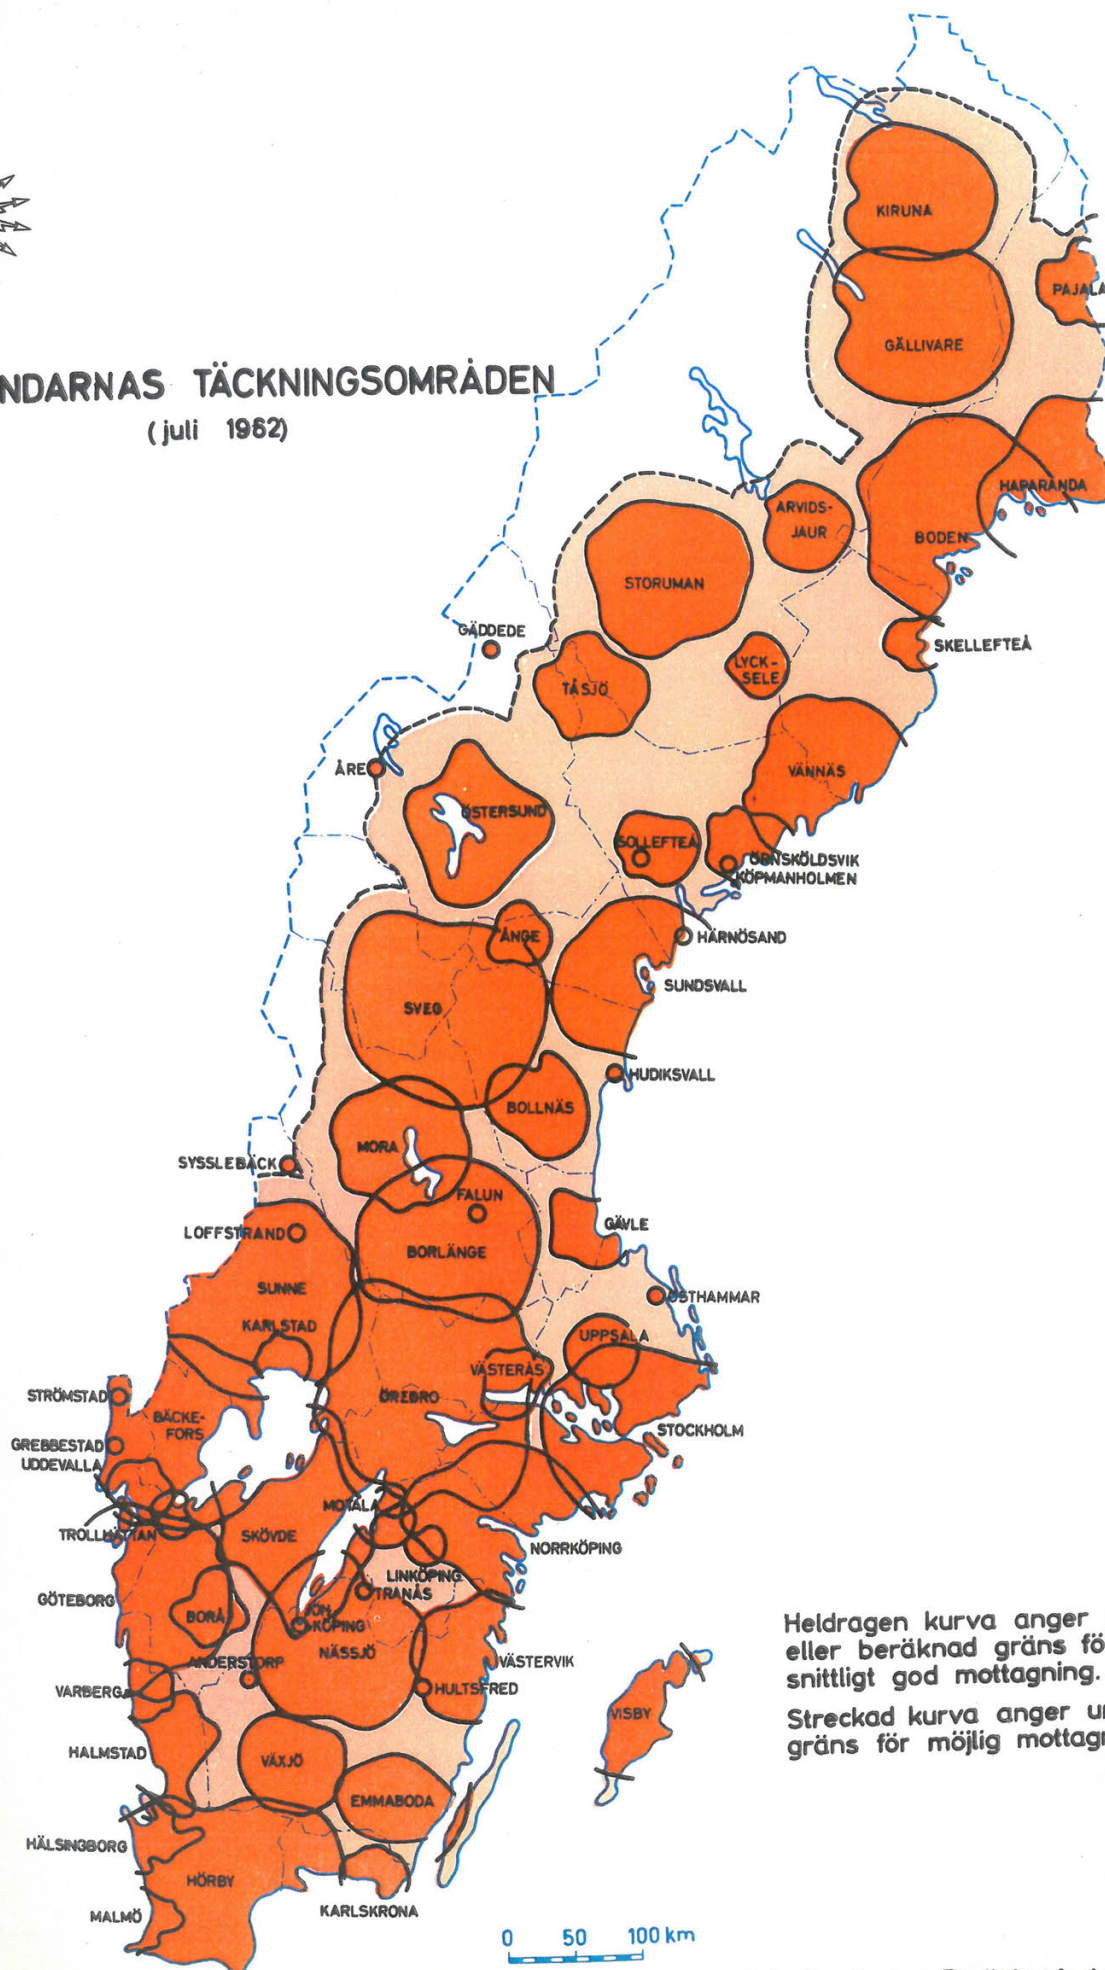 NDARNAS TÄCKNINGSOMRÅDEN
(juli 1962)
KIRUNA
PAJALA
GÄLLIVARE
HAPARANDA
ARVIDS-
JAUR
BODEN
STORUMAN
GÄDDEDE
SKELLEFTEÅ
LYCK-
SELE
TÅSJÖ
ÅRE
VÄNNÄS
ÖSTERSUND
SOLLEFTEÅ
ÖRNSKÖLDSVIK
KÖPMANHOLMEN
ÅNGE
HÄRNÖSAND
SUNDSVALL
SVEG
HUDIKSVALL
BOLLNÄS
MORA
SYSSLEBÄCK
FALUN
GÄVLE
LOFFSTRAND
BORLÄNGE
SUNNE
ÖSTHAMMAR
KARLSTAD
UPPSALA
VÄSTERÅS
STRÖMSTAD
ÖREBRO
BÄCKE-
FORS
STOCKHOLM
GREBBESTAD
UDDEVALLA
MOTALA
TROLLHÄTTAN
SKÖVDE
NORRKÖPING
LINKÖPING
TRANÅS
GÖTEBORG
BORÅ
JÖN
KÖPING
NÄSSJÖ
VÄSTERVIK
ANDERSTORP
HULTSFRED
VARBERG
VISBY
HALMSTAD
VÄXJÖ
EMMABODA
HÄLSINGBORG
HÖRBY
MALMÖ
KARLSKRONA
Heldragen kurva anger
eller beräknad gräns fö
snittligt god mottagning.
Streckad kurva anger u
gräns för möjlig mottag
0 50 100 km